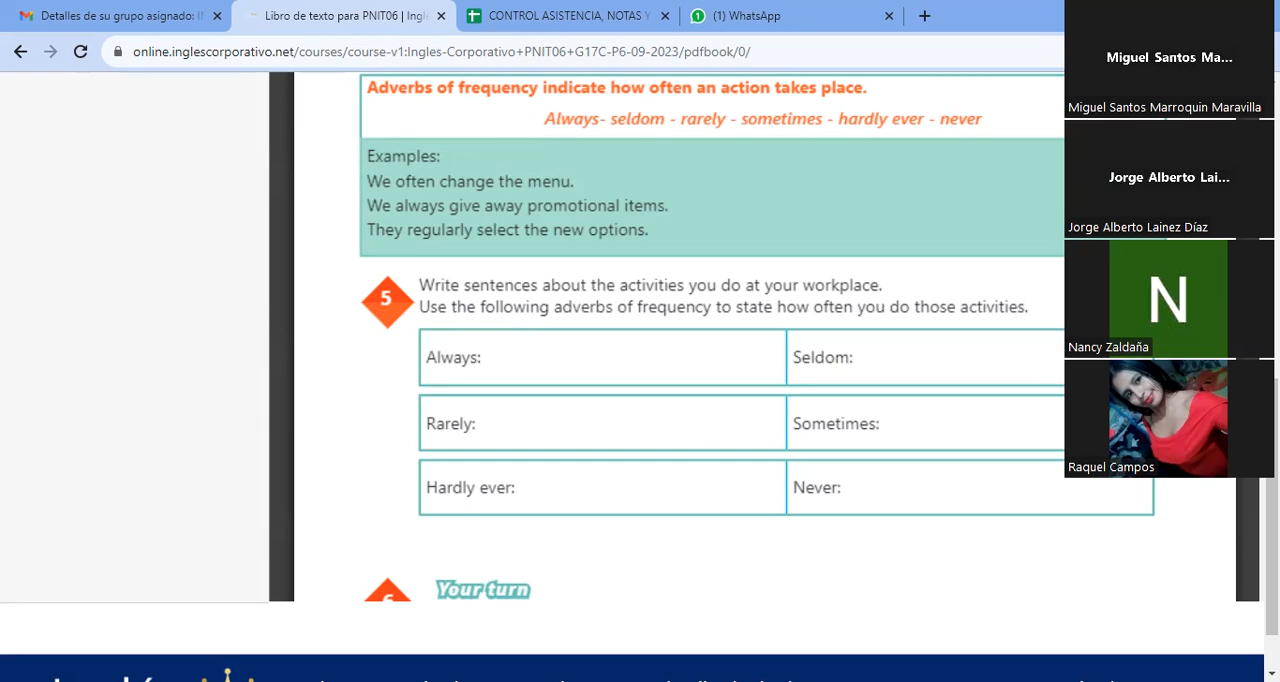 Detalles de su grupo asignado: I
Libro de texto para PNIT06 | Ingle
CONTROL ASISTENCIA, NOTAS Y
(1) WhatsApp
online.inglescorporativo.net/courses/course-v1:Ingles-Corporativo+PNIT06+G17C-P6-09-2023/pdfbook/0/
Adverbs of frequency indicate how often an action takes place.
Always- seldom - rarely - sometimes - hardly ever - never
Examples:
We often change the menu.
We always give away promotional items.
They regularly select the new options.
5
Write sentences about the activities you do at your workplace.
Use the following adverbs of frequency to state how often you do those activities.
Always:
Seldom:
Rarely:
Sometimes:
Hardly ever:
Never:
6
Your turn
Miguel Santos Ma...
Miguel Santos Marroquin Maravilla
Jorge Alberto Lai...
Jorge Alberto Lainez Díaz
N
Nancy Zaldaña
Raquel Campos